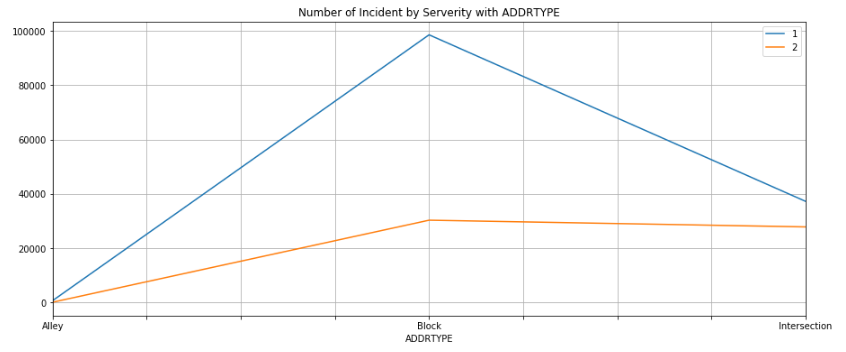 Number of Incident by Serverity with ADDRTYPE
1
2
100000
80000
60000
40000
20000
0
Alley Block Intersection
ADDRTYPE